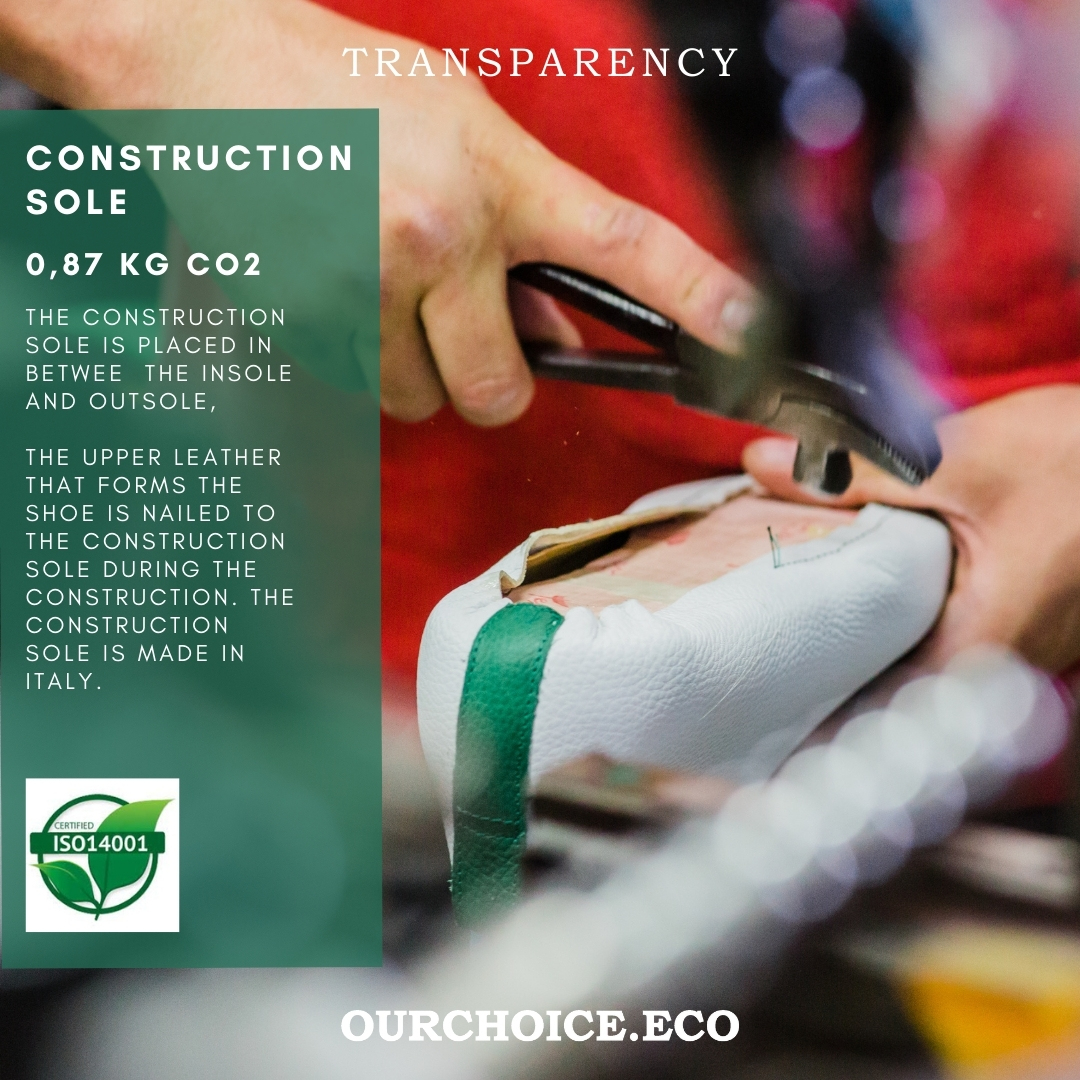 TRANSPARENCY
CONSTRUCTION
SOLE
0,87 KG CO2
THE CONSTRUCTION
SOLE IS PLACED IN
BETWEE THE INSOLE
AND OUTSOLE,
THE UPPER LEATHER
THAT FORMS THE
SHOE IS NAILED TO
THE CONSTRUCTION
SOLE DURING THE
CONSTRUCTION. THE
CONSTRUCTION
SOLE IS MADE IN
ITALY.
CERTIFIED
ISO14001
OURCHOICE.ECO